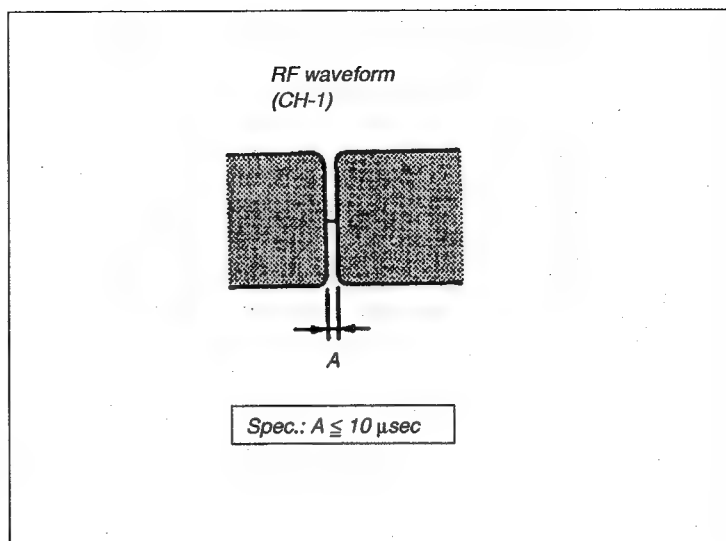 RF waveform
(CH-1)
A
Spec.: A ≦ 10 μsec